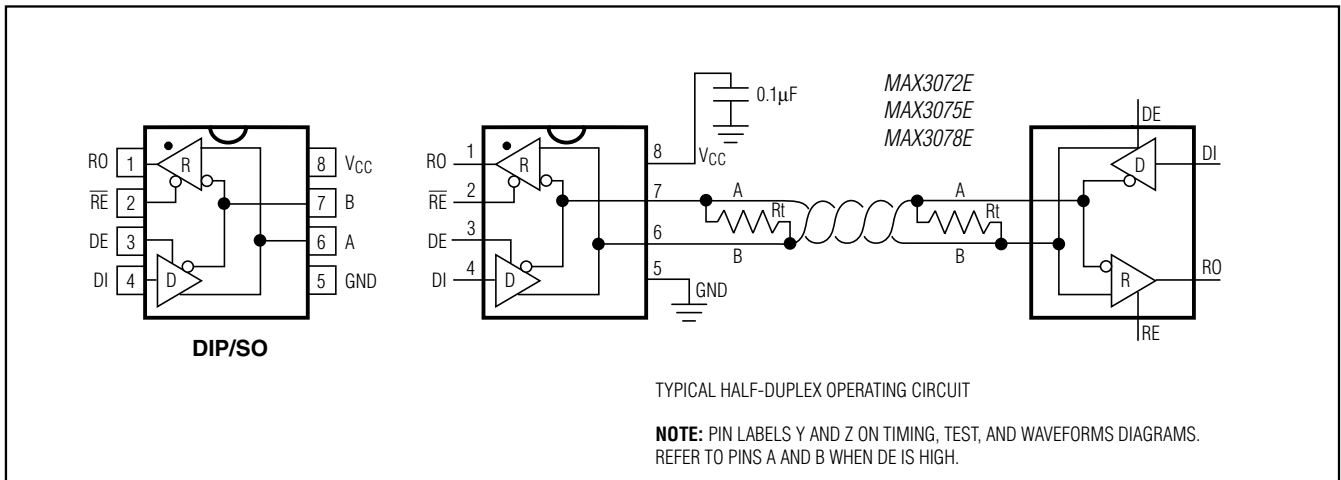 RO 1
R
8 VCC
RE 2
7 B
DE 3
6 A
DI 4
D
5 GND
DIP/SO
0.1µF
RO 1
R
8 VCC
RE 2
7 A
Rt
DE 3
6 B
DI 4
D
5 GND
MAX3072E
MAX3075E
MAX3078E
DE
D
DI
A
Rt
B
R
RO
RE
TYPICAL HALF-DUPLEX OPERATING CIRCUIT
NOTE: PIN LABELS Y AND Z ON TIMING, TEST, AND WAVEFORMS DIAGRAMS.
REFER TO PINS A AND B WHEN DE IS HIGH.